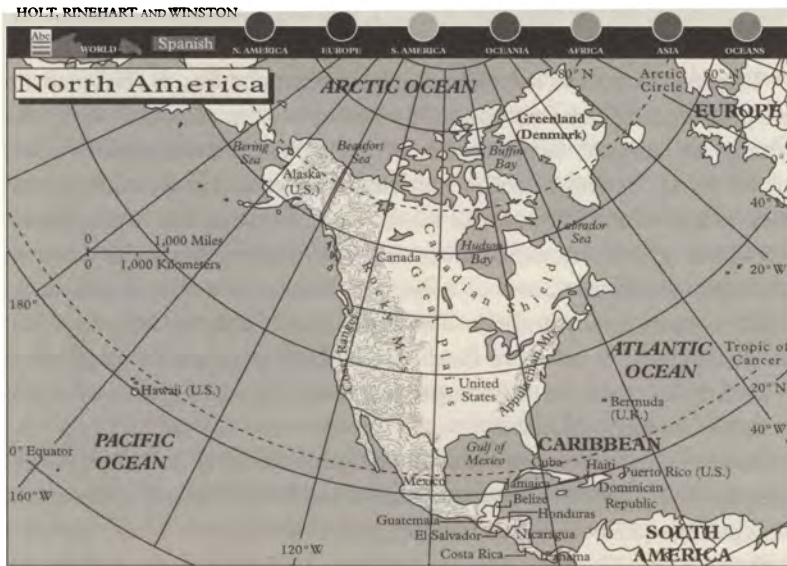 HOLT, RINEHART AND WINSTON
Abc
WORLD
Spanish
N. AMERICA
EUROPE
S. AMERICA
OCEANIA
AFRICA
ASIA
OCEANS
North America
ARCTIC OCEAN
80° N
Arctic
Circle
60° N
EUROPE
Greenland
(Denmark)
Bering
Sea
Beaufort
Sea
Baffin
Bay
0°
Alaska
(U.S.)
40° N
Labrador
Sea
0 1,000 Miles
0 1,000 Kilometers
Hudson
Bay
Canada
Canadian Shield
20° W
180°
Rocky Mts
Great Plains
Coast Ranges
Appalachian Mts
ATLANTIC
OCEAN
Tropic of
Cancer
Hawaii (U.S.)
United
States
20° N
Bermuda
(U.K.)
40° W
PACIFIC
OCEAN
0° Equator
Gulf of
Mexico
CARIBBEAN
Cuba
Haiti
Puerto Rico (U.S.)
Mexico
Jamaica
Dominican
Republic
160° W
Belize
Honduras
Guatemala
El Salvador
Nicaragua
SOUTH
AMERICA
120° W
Costa Rica
Panama